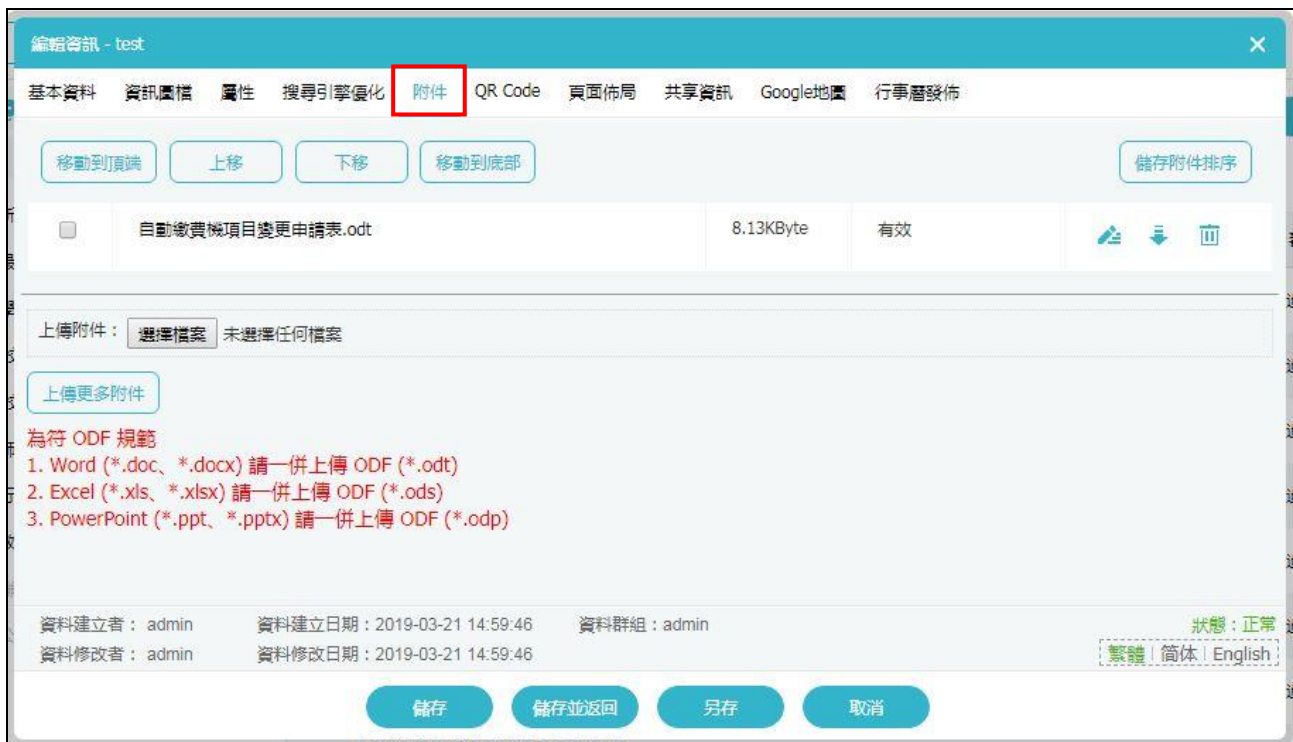 編輯資訊 - test
基本資料 資訊圖檔 屬性 搜尋引擎優化 附件 QR Code 頁面佈局 共享資訊 Google地圖 行事曆發佈
移動到頂端 上移 下移 移動到底部 儲存附件排序
自動繳費機項目變更申請表.odt 8.13KByte 有效
上傳附件： 選擇檔案 未選擇任何檔案
上傳更多附件
為符 ODF 規範
1. Word (*.doc、*.docx) 請一併上傳 ODF (*.odt)
2. Excel (*.xls、*.xlsx) 請一併上傳 ODF (*.ods)
3. PowerPoint (*.ppt、*.pptx) 請一併上傳 ODF (*.odp)
資料建立者： admin 資料建立日期：2019-03-21 14:59:46 資料群組：admin 狀態：正常
資料修改者： admin 資料修改日期：2019-03-21 14:59:46 繁體 | 简体 | English
儲存 儲存並返回 另存 取消